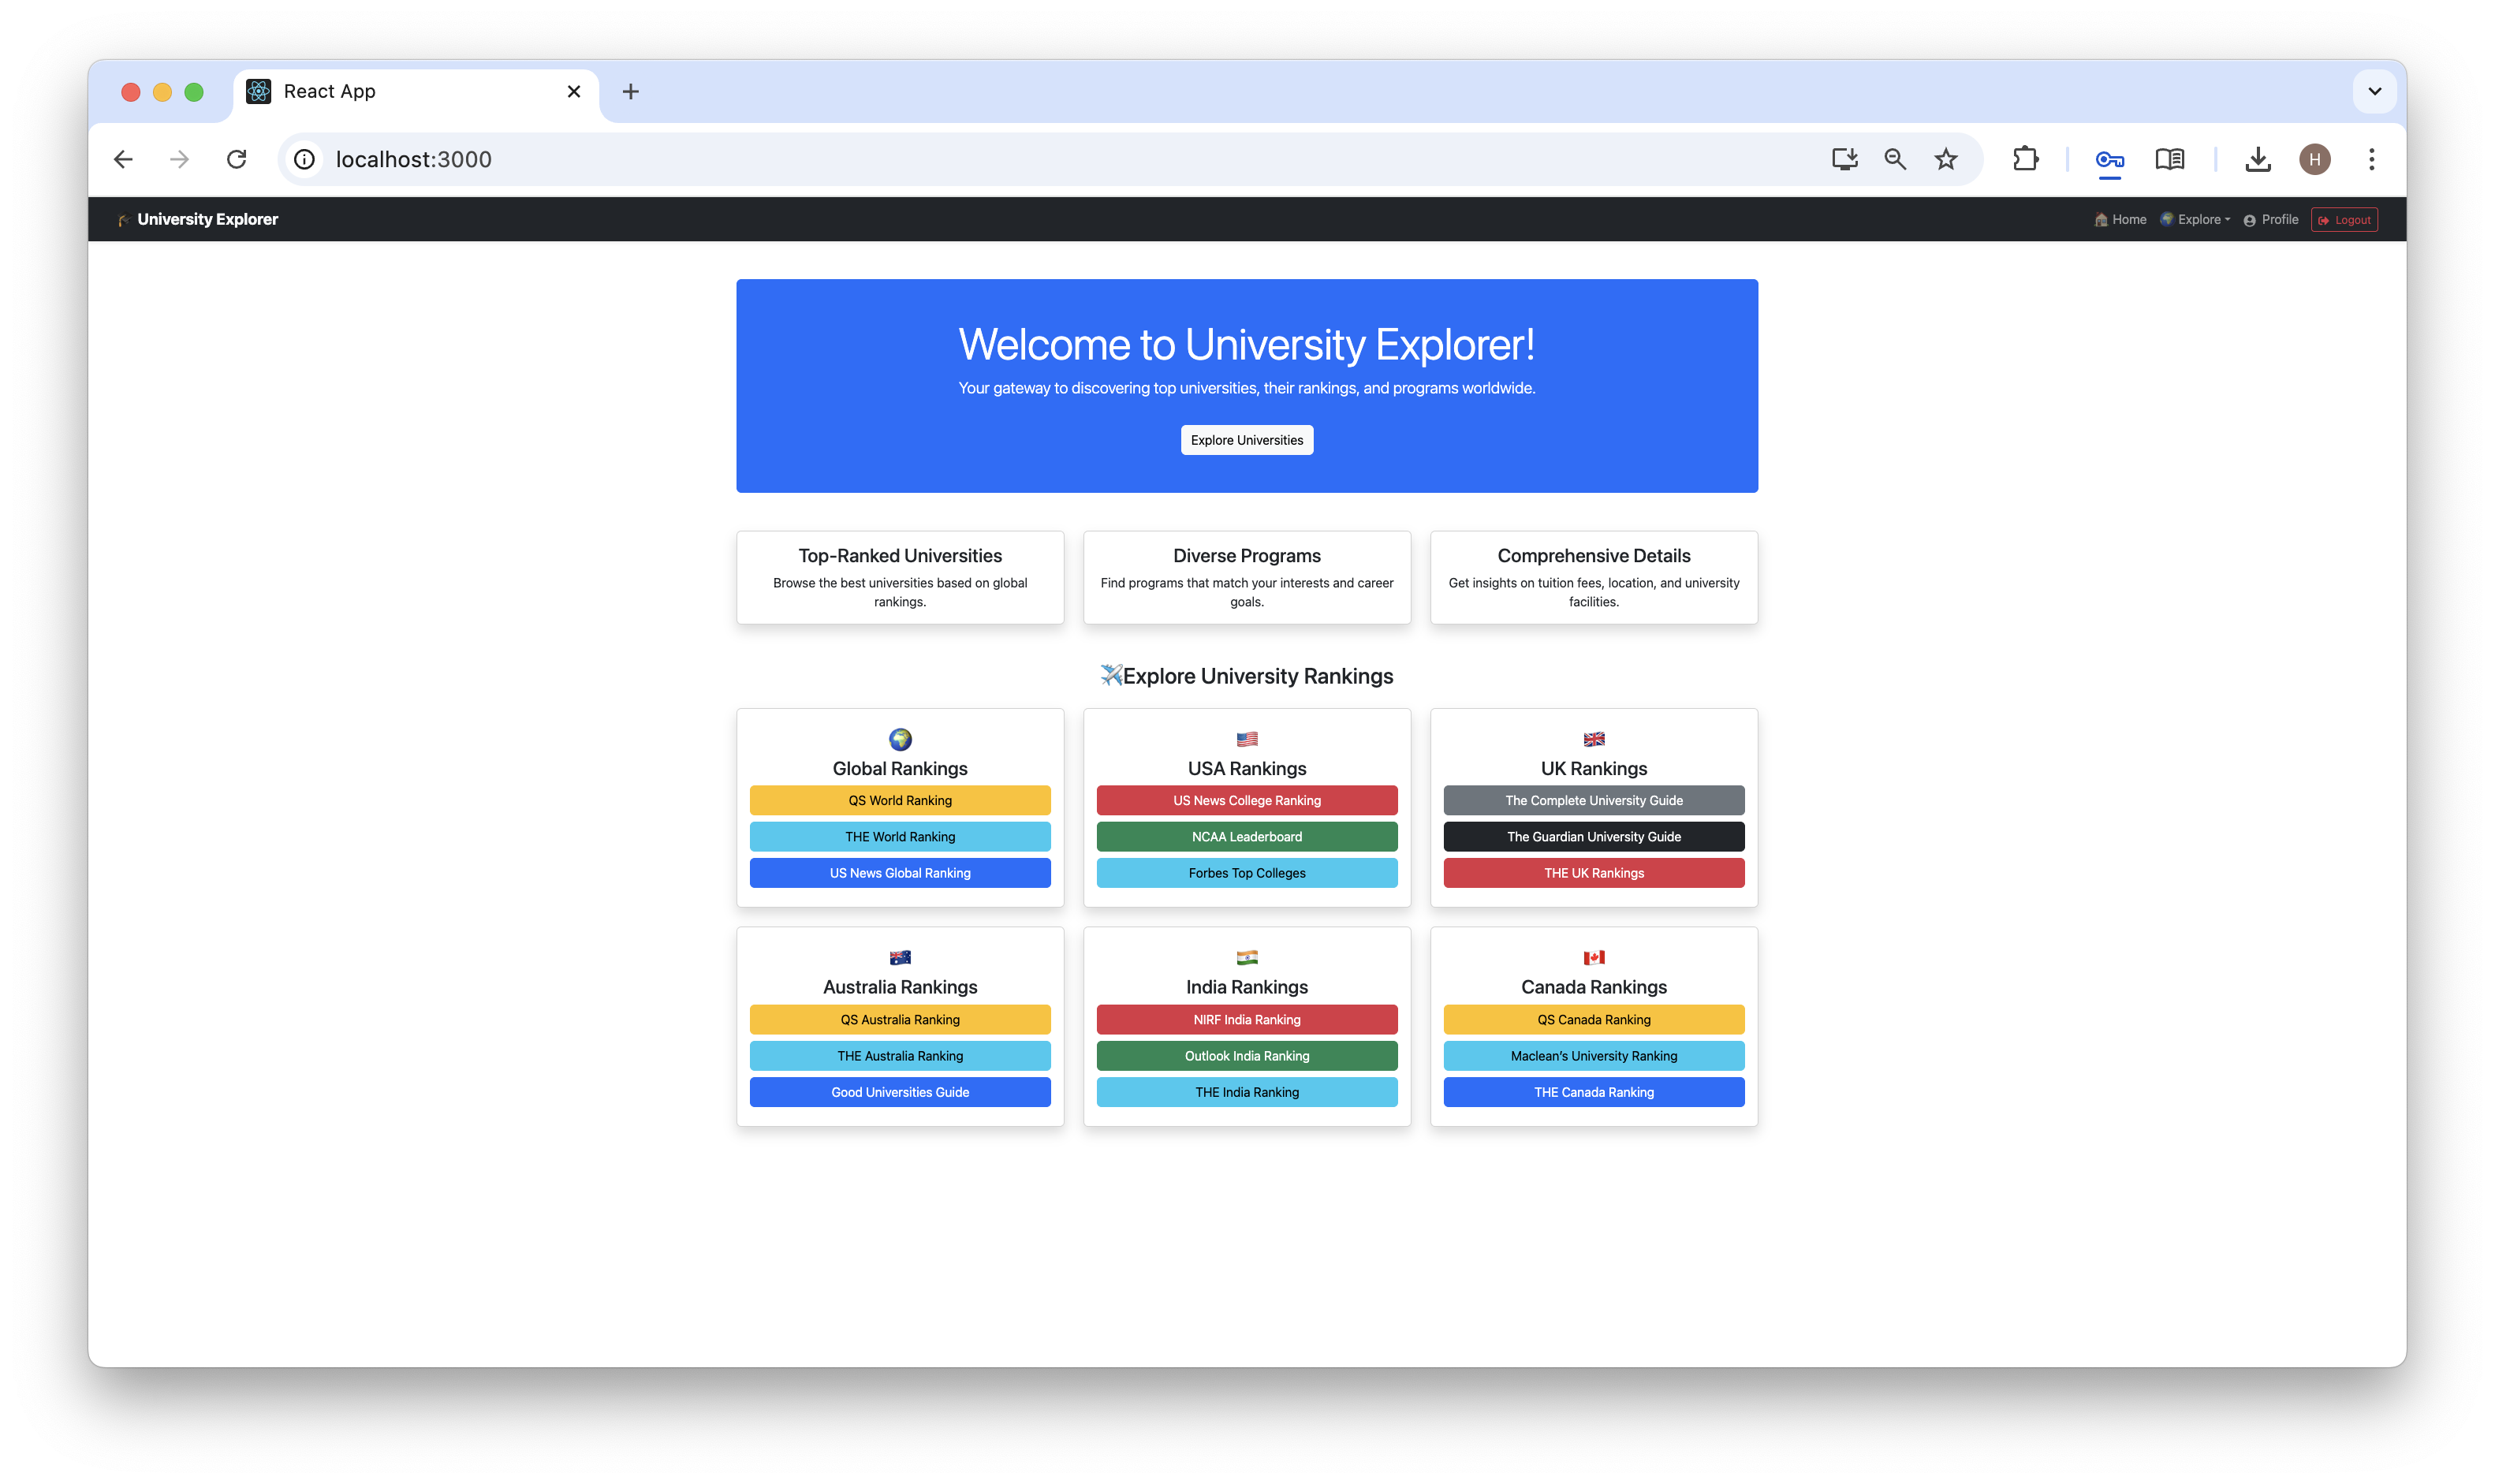 React App
localhost:3000
H
University Explorer
Home Explore Profile Logout
Welcome to University Explorer!
Your gateway to discovering top universities, their rankings, and programs worldwide.
Explore Universities
Top-Ranked Universities
Browse the best universities based on global
rankings.
Diverse Programs
Find programs that match your interests and career
goals.
Comprehensive Details
Get insights on tuition fees, location, and university
facilities.
Explore University Rankings
Global Rankings
QS World Ranking
THE World Ranking
US News Global Ranking
USA Rankings
US News College Ranking
NCAA Leaderboard
Forbes Top Colleges
UK Rankings
The Complete University Guide
The Guardian University Guide
THE UK Rankings
Australia Rankings
QS Australia Ranking
THE Australia Ranking
Good Universities Guide
India Rankings
NIRF India Ranking
Outlook India Ranking
THE India Ranking
Canada Rankings
QS Canada Ranking
Maclean’s University Ranking
THE Canada Ranking